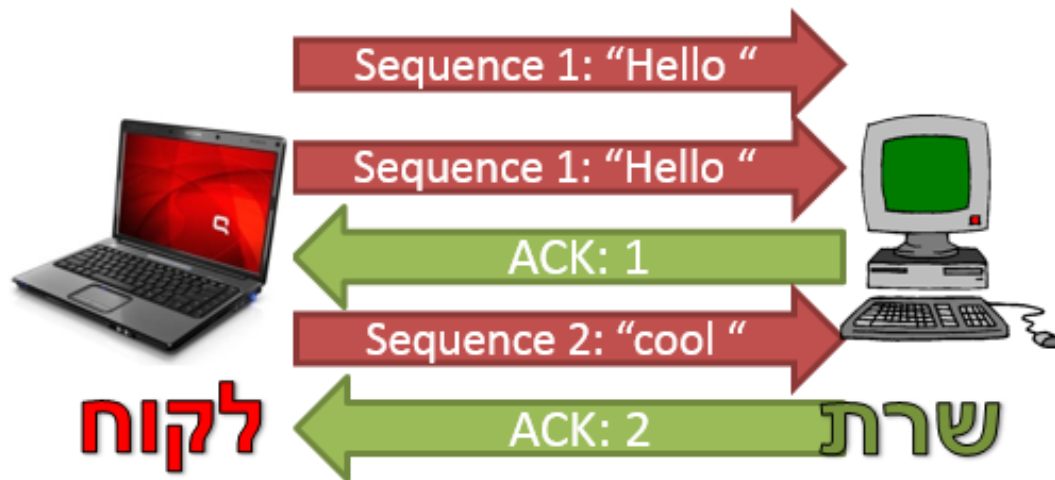 Sequence 1: “Hello “
Sequence 1: “Hello “
ACK: 1
Sequence 2: “cool “
ACK: 2
לקוח
שרת